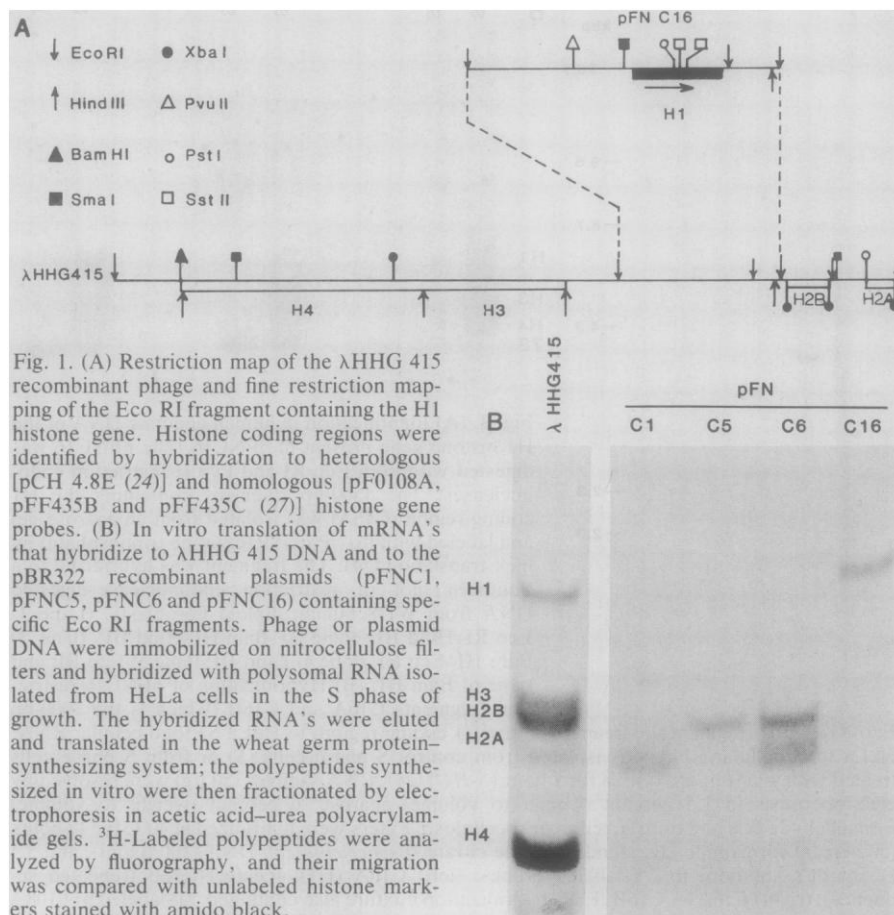 A
EcoRI
Xba I
Hind III
Pvu II
BamHI
Pst I
Sma I
Sst II
pFN C16
H1
λHHG415
H4
H3
H2B
H2A
Fig. 1. (A) Restriction map of the λHHG 415
recombinant phage and fine restriction map-
ping of the Eco RI fragment containing the H1
histone gene. Histone coding regions were
identified by hybridization to heterologous
[pCH 4.8E (24)] and homologous [pF0108A,
pFF435B and pFF435C (27)] histone gene
probes. (B) In vitro translation of mRNA's
that hybridize to λHHG 415 DNA and to the
pBR322 recombinant plasmids (pFNC1,
pFNC5, pFNC6 and pFNC16) containing spe-
cific Eco RI fragments. Phage or plasmid
DNA were immobilized on nitrocellulose fil-
ters and hybridized with polysomal RNA iso-
lated from HeLa cells in the S phase of
growth. The hybridized RNA's were eluted
and translated in the wheat germ protein–
synthesizing system; the polypeptides synthe-
sized in vitro were then fractionated by elec-
trophoresis in acetic acid–urea polyacrylam-
ide gels. ³H-Labeled polypeptides were ana-
lyzed by fluorography, and their migration
was compared with unlabeled histone mark-
ers stained with amido black.
B
λ HHG415
pFN
C1 C5 C6 C16
H1
H3
H2B
H2A
H4